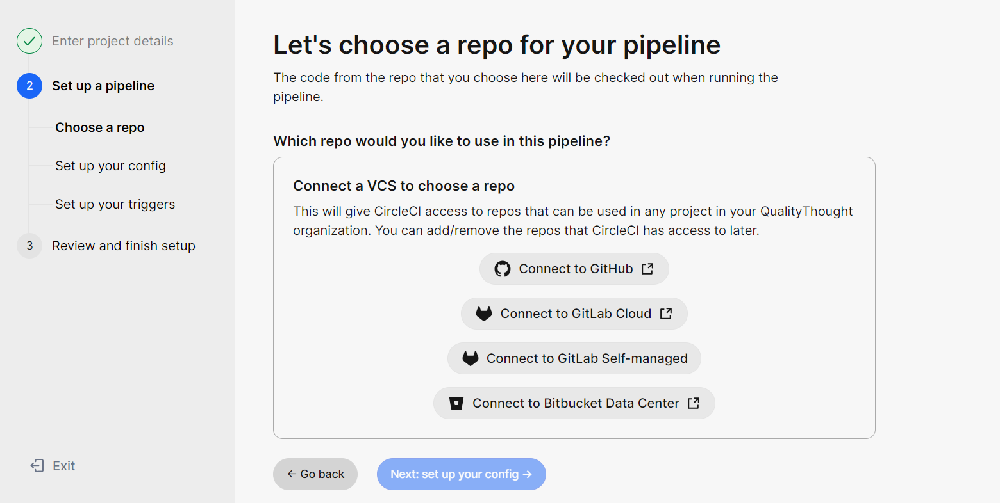 Enter project details
2 Set up a pipeline
Choose a repo
Set up your config
Set up your triggers
3 Review and finish setup
Exit
Let's choose a repo for your pipeline
The code from the repo that you choose here will be checked out when running the
pipeline.
Which repo would you like to use in this pipeline?
Connect a VCS to choose a repo
This will give CircleCI access to repos that can be used in any project in your QualityThought
organization. You can add/remove the repos that CircleCI has access to later.
Connect to GitHub
Connect to GitLab Cloud
Connect to GitLab Self-managed
Connect to Bitbucket Data Center
← Go back
Next: set up your config →